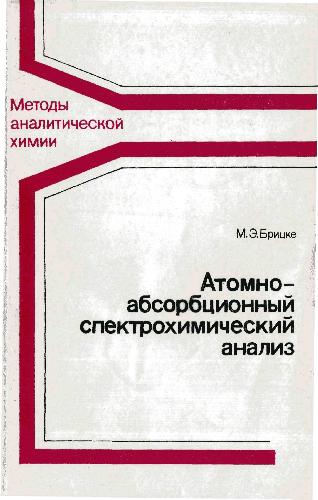 Методы
аналитической
химии
М.Э.Брицке
Атомно-
абсорбционный
спектрохимический
анализ